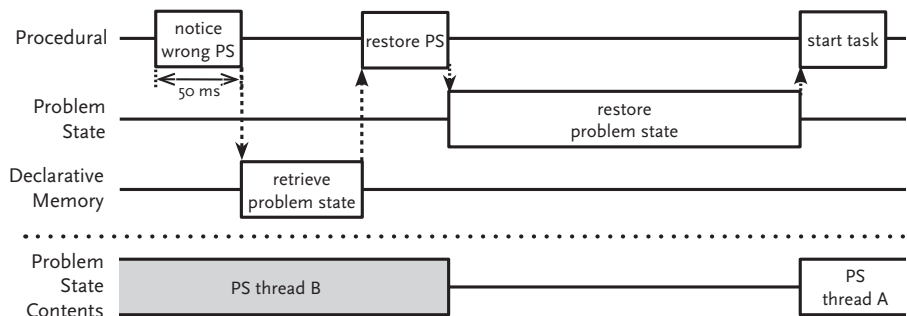 Procedural
notice
wrong PS
restore PS
start task
50 ms
Problem
State
restore
problem state
Declarative
Memory
retrieve
problem state
Problem
State
Contents
PS thread B
PS
thread A